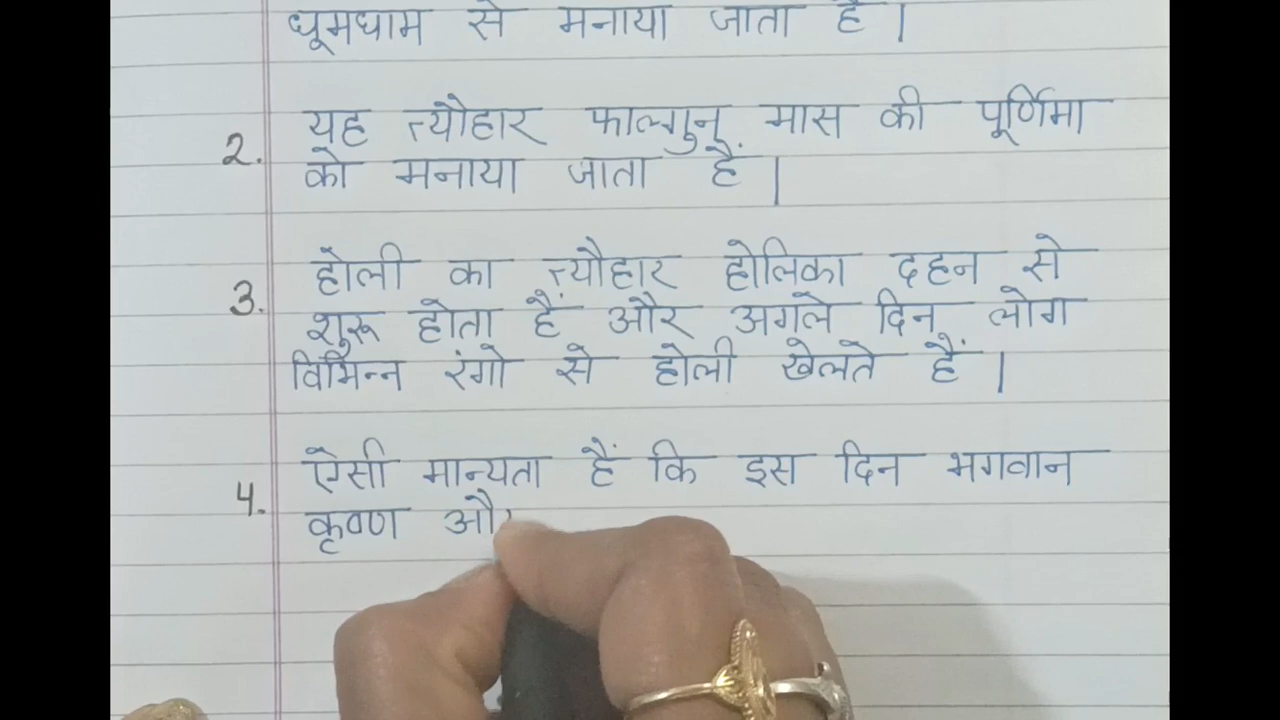 धूमधाम से मनाया जाता है ।
2. यह त्यौहार फाल्गुन मास की पूर्णिमा
को मनाया जाता हैं ।
3. होली का त्यौहार होलिका दहन से
शुरू होता हैं और अगले दिन लोग
विभिन्न रंगो से होली खेलते हैं ।
4. ऐसी मान्यता हैं कि इस दिन भगवान
कृष्ण